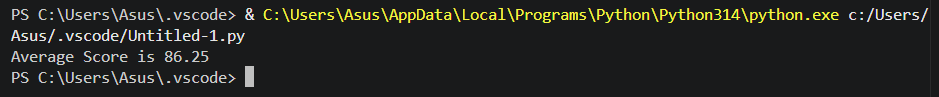 PS C:\Users\Asus\.vscode> & C:\Users\Asus\AppData\Local\Programs\Python\Python314\python.exe c:/Users/
Asus/.vscode/Untitled-1.py
Average Score is 86.25
PS C:\Users\Asus\.vscode>